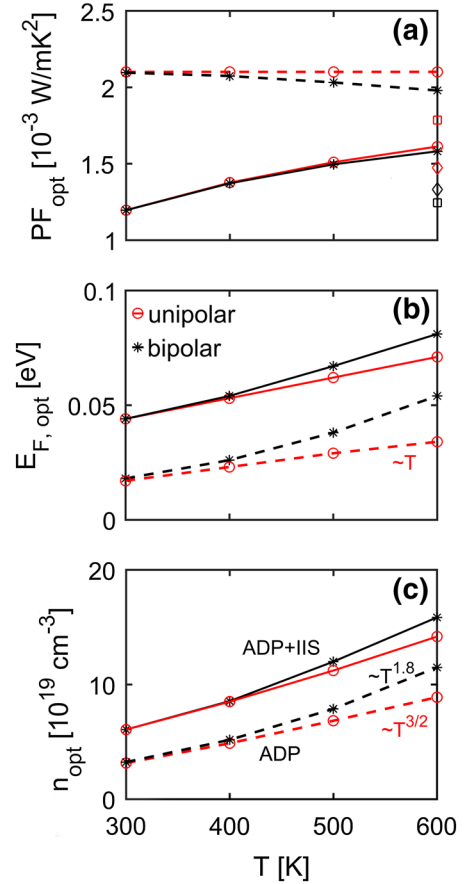 (a)
PF_opt [10^-3 W/mK^2]
2.5
2
1.5
1
(b)
unipolar
bipolar
E_F, opt [eV]
0.1
0.05
0
~T
(c)
n_opt [10^19 cm^-3]
20
10
0
ADP+IIS
~T^1.8
ADP
~T^3/2
300 400 500 600
T [K]